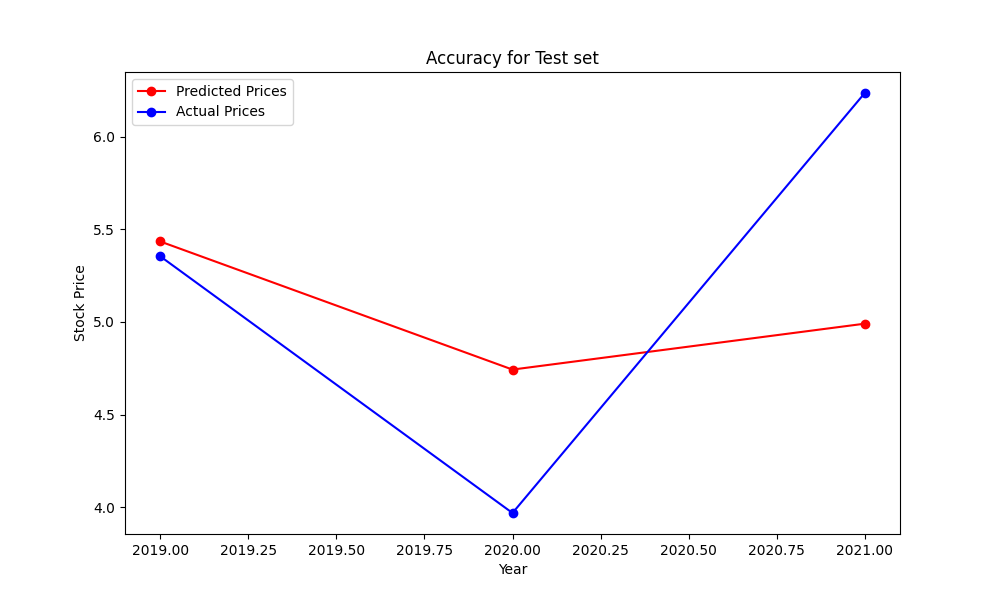 Accuracy for Test set
Predicted Prices
Actual Prices
6.0
5.5
5.0
4.5
4.0
Stock Price
2019.00 2019.25 2019.50 2019.75 2020.00 2020.25 2020.50 2020.75 2021.00
Year